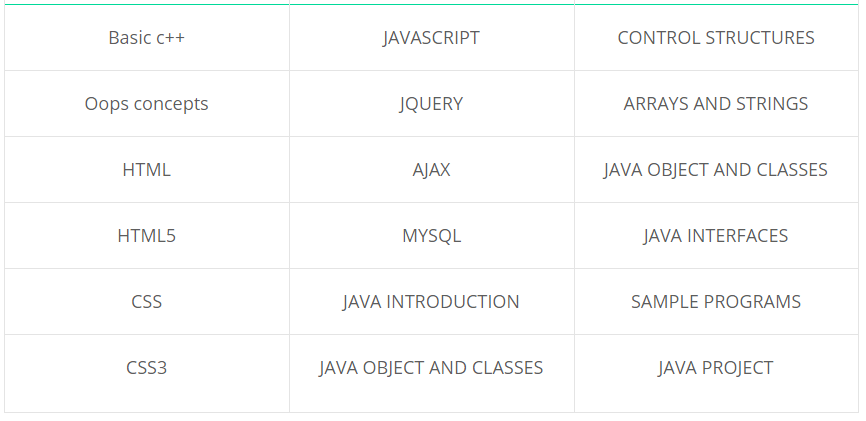 Basic c++ JAVASCRIPT CONTROL STRUCTURES
Oops concepts JQUERY ARRAYS AND STRINGS
HTML AJAX JAVA OBJECT AND CLASSES
HTML5 MYSQL JAVA INTERFACES
CSS JAVA INTRODUCTION SAMPLE PROGRAMS
CSS3 JAVA OBJECT AND CLASSES JAVA PROJECT